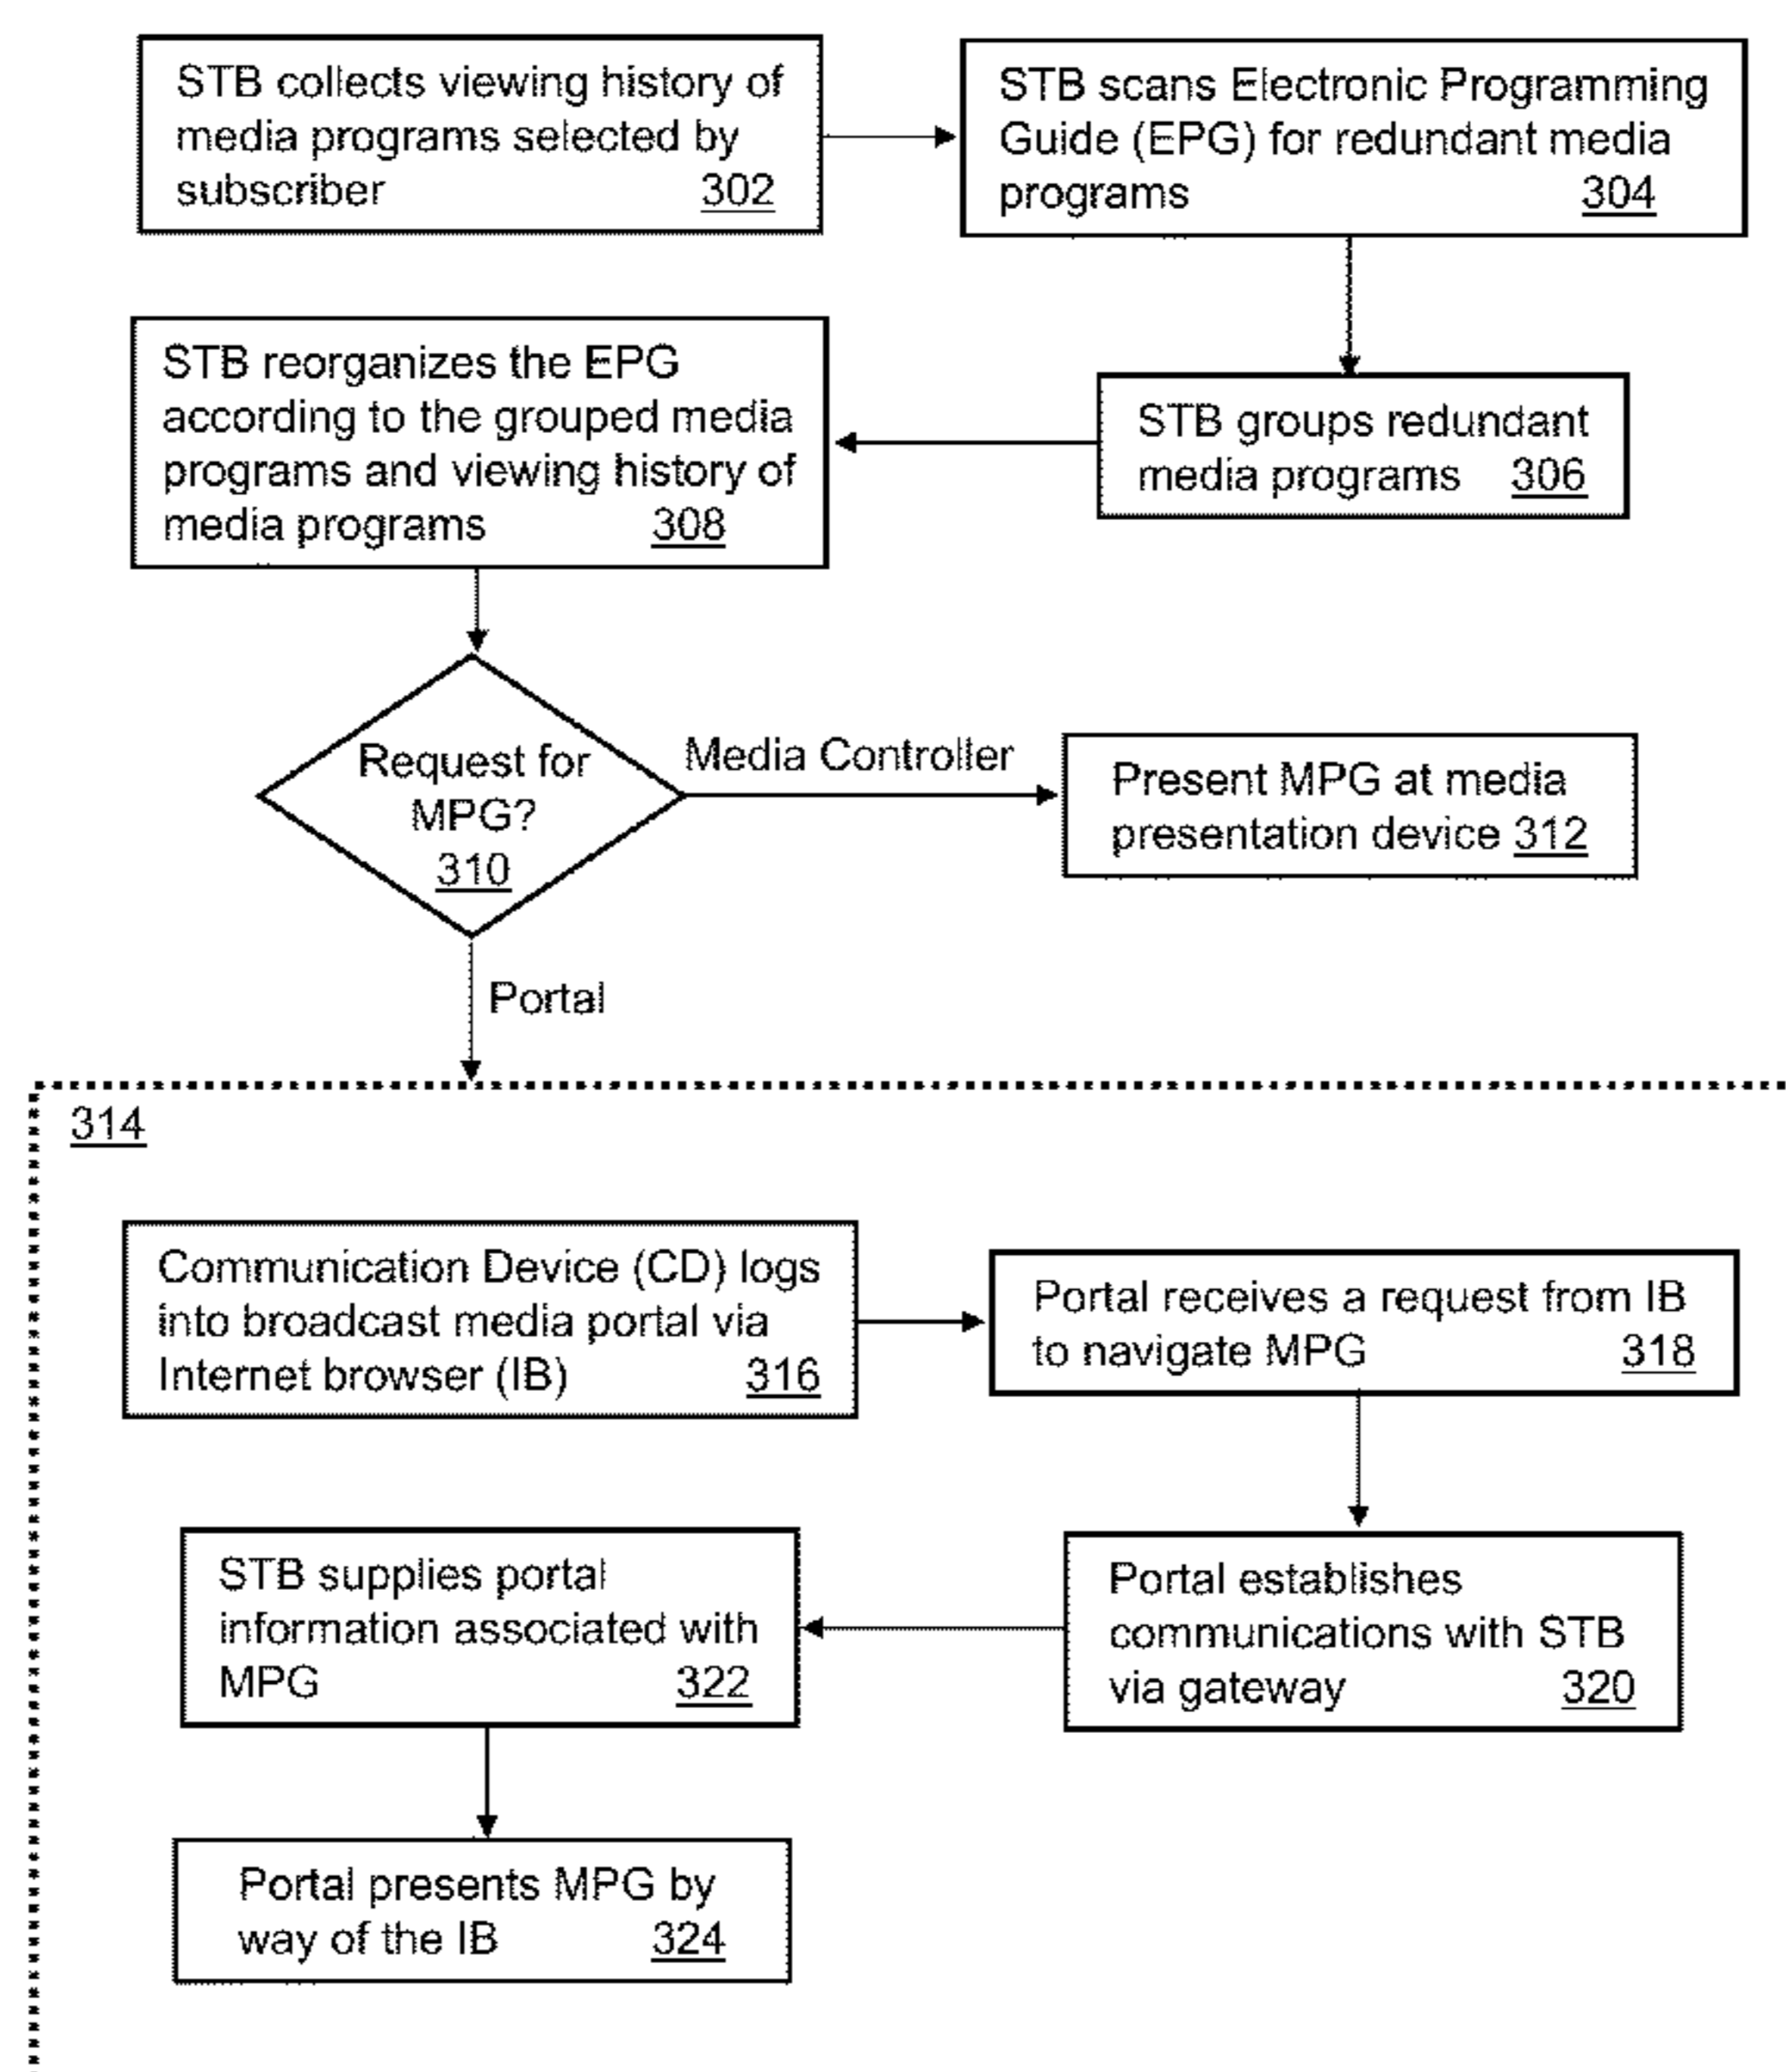 STB collects viewing history of
media programs selected by
subscriber 302
STB scans Electronic Programming
Guide (EPG) for redundant media
programs 304
STB groups redundant
media programs 306
STB reorganizes the EPG
according to the grouped media
programs and viewing history of
media programs 308
Request for
MPG?
310
Media Controller
Present MPG at media
presentation device 312
Portal
314
Communication Device (CD) logs
into broadcast media portal via
Internet browser (IB) 316
Portal receives a request from IB
to navigate MPG 318
Portal establishes
communications with STB
via gateway 320
STB supplies portal
information associated with
MPG 322
Portal presents MPG by
way of the IB 324